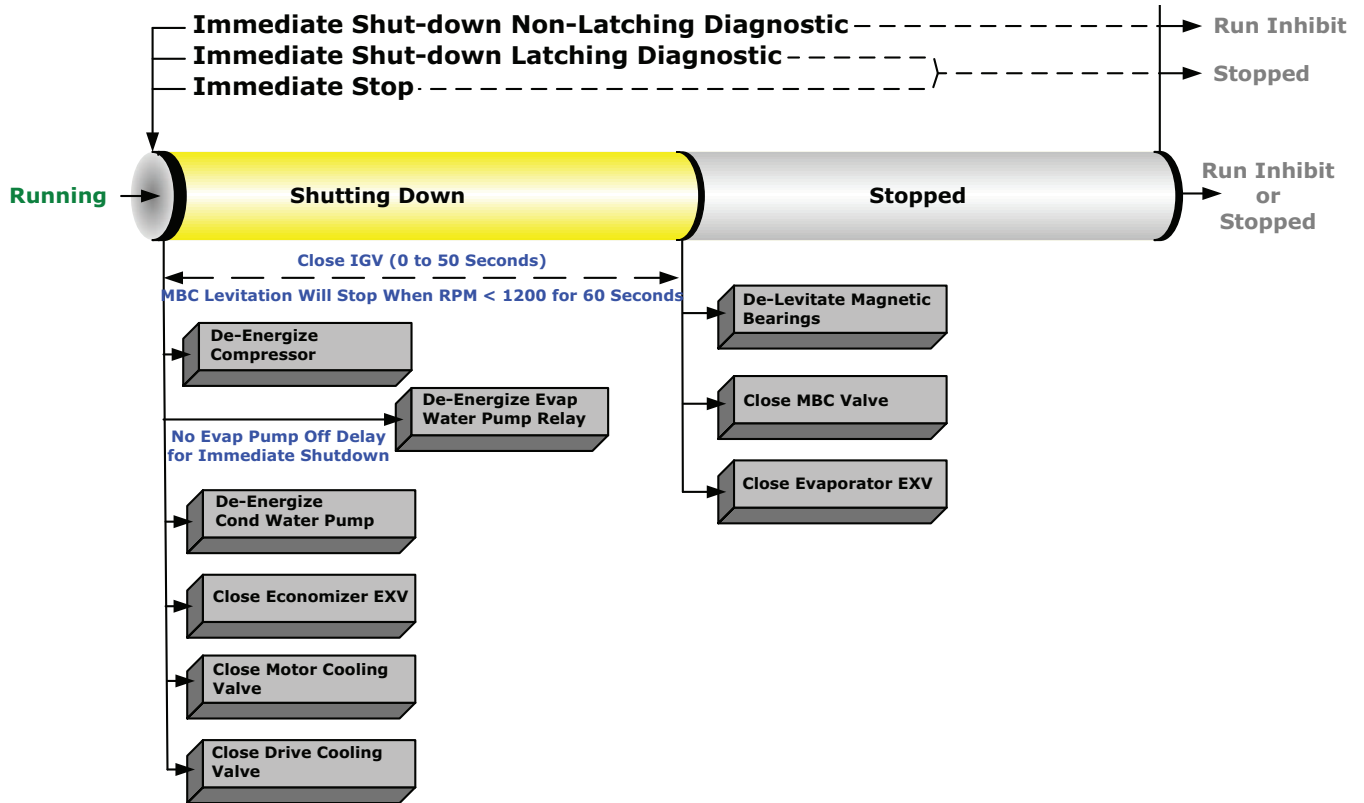 Immediate Shut-down Non-Latching Diagnostic
Run Inhibit
Immediate Shut-down Latching Diagnostic
Stopped
Immediate Stop
Running
Shutting Down
Stopped
Run Inhibit
or
Stopped
Close IGV (0 to 50 Seconds)
MBC Levitation Will Stop When RPM < 1200 for 60 Seconds
De-Energize
Compressor
De-Energize Evap
Water Pump Relay
No Evap Pump Off Delay
for Immediate Shutdown
De-Energize
Cond Water Pump
Close Economizer EXV
Close Motor Cooling
Valve
Close Drive Cooling
Valve
De-Levitate Magnetic
Bearings
Close MBC Valve
Close Evaporator EXV